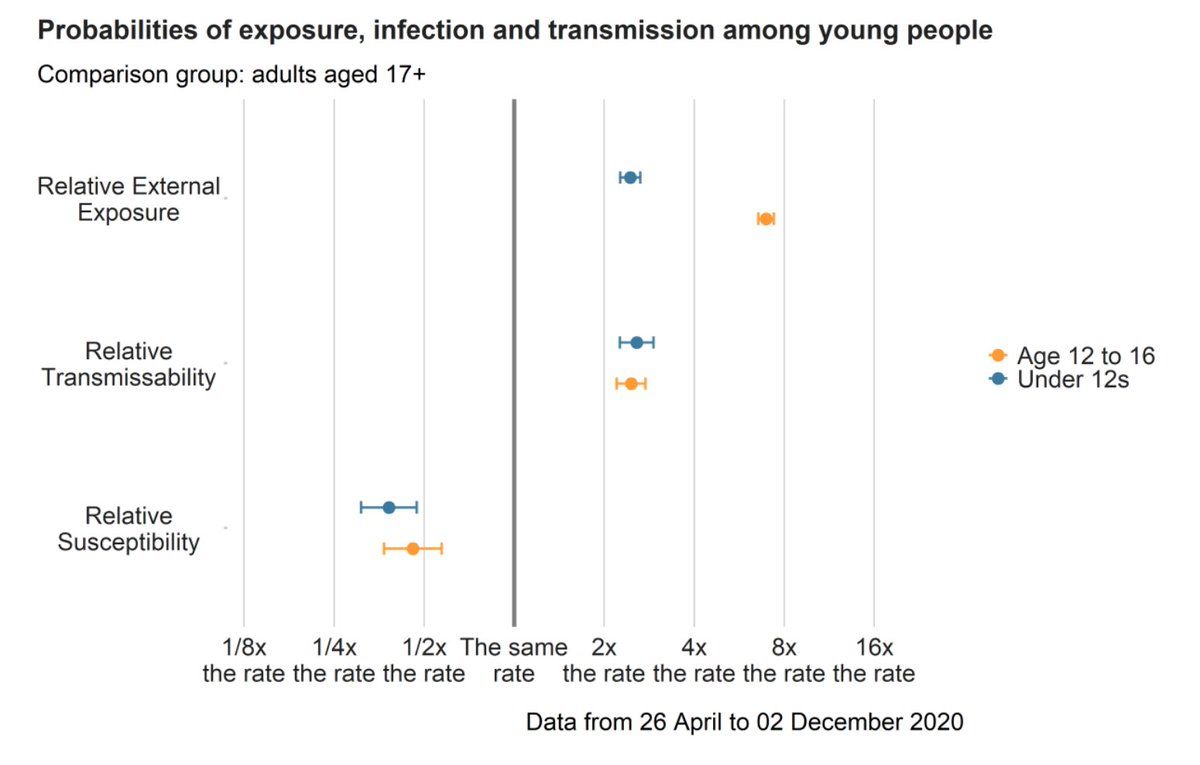 Probabilities of exposure, infection and transmission among young people
Comparison group: adults aged 17+
Relative External
Exposure
Relative
Transmissability
Relative
Susceptibility
Age 12 to 16
Under 12s
1/8x 1/4x 1/2x The same 2x 4x 8x 16x
the rate the rate the rate rate the rate the rate the rate the rate
Data from 26 April to 02 December 2020